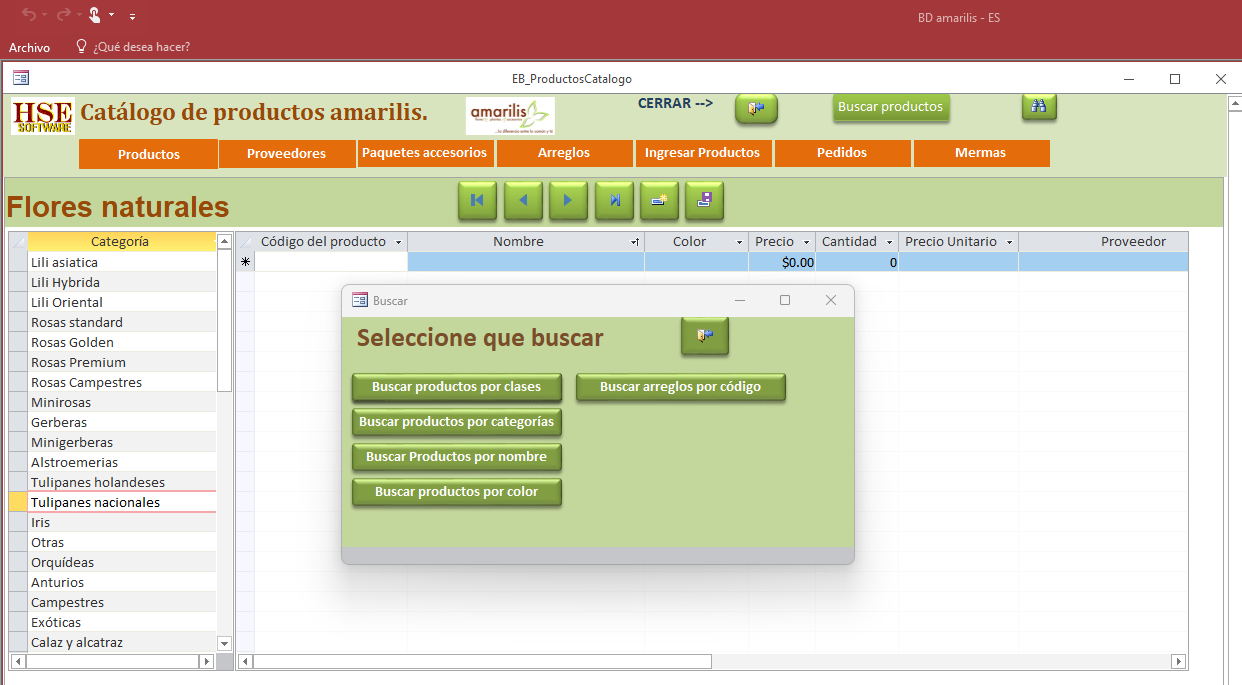 BD amarilis - ES
Archivo
¿Qué desea hacer?
EB_ProductosCatalogo
HSE
SOFTWARE
Catálogo de productos amarilis.
amarilis
CERRAR -->
Buscar productos
Productos
Proveedores
Paquetes accesorios
Arreglos
Ingresar Productos
Pedidos
Mermas
Flores naturales
Categoría
Código del producto
Nombre
Color
Precio
Cantidad
Precio Unitario
Proveedor
$0.00
0
Lili asiatica
Lili Hybrida
Lili Oriental
Rosas standard
Rosas Golden
Rosas Premium
Rosas Campestres
Minirosas
Gerberas
Minigerberas
Alstroemerias
Tulipanes holandeses
Tulipanes nacionales
Iris
Otras
Orquídeas
Anturios
Campestres
Exóticas
Calaz y alcatraz
Buscar
Seleccione que buscar
Buscar productos por clases
Buscar arreglos por código
Buscar productos por categorías
Buscar Productos por nombre
Buscar productos por color